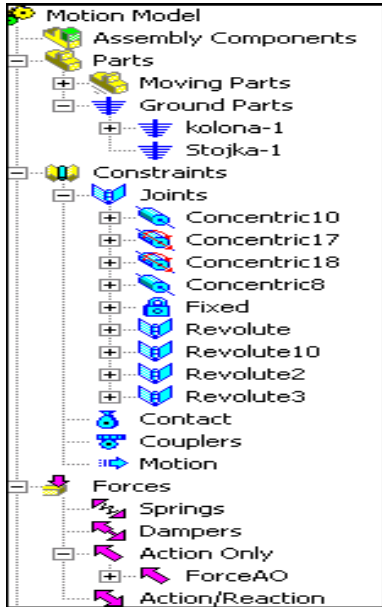 Motion Model
Assembly Components
Parts
Moving Parts
Ground Parts
kolona-1
Stojka-1
Constraints
Joints
Concentric10
Concentric17
Concentric18
Concentric8
Fixed
Revolute
Revolute10
Revolute2
Revolute3
Contact
Couplers
Motion
Forces
Springs
Dampers
Action Only
ForceAO
Action/Reaction